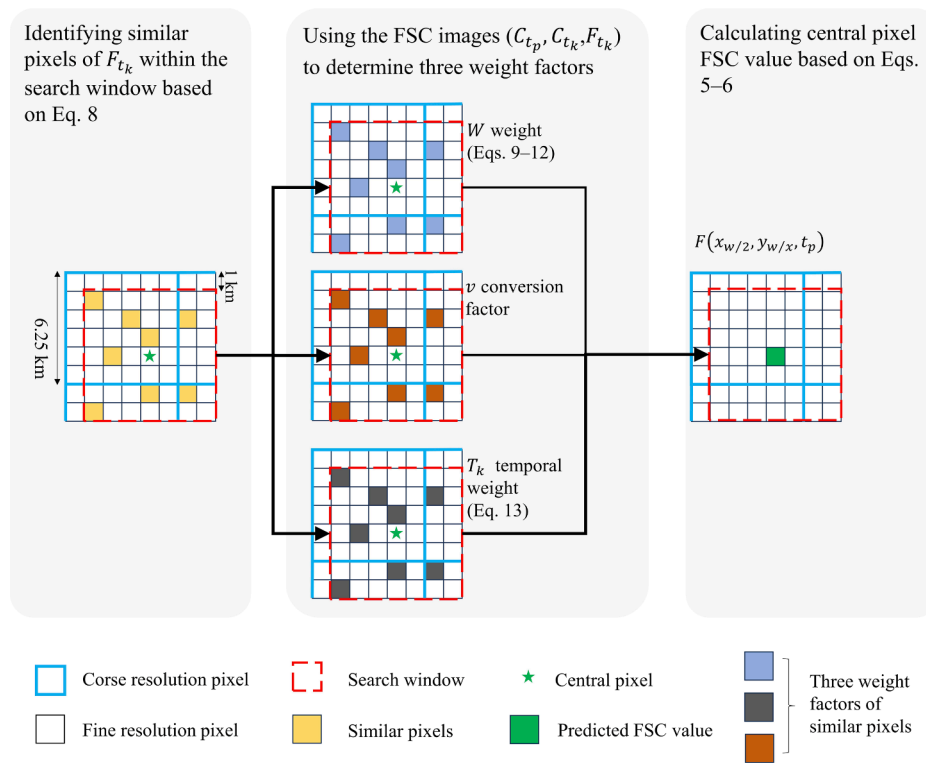 Identifying similar
pixels of F_{t_k} within the
search window based
on Eq. 8
Using the FSC images (C_{t_p}, C_{t_k},F_{t_k})
to determine three weight factors
Calculating central pixel
FSC value based on Eqs.
5–6
W weight
(Eqs. 9–12)
v conversion
factor
T_k temporal
weight
(Eq. 13)
F(x_{w/2}, y_{w/x}, t_p)
1 km
6.25 km
Corse resolution pixel
Search window
Central pixel
Fine resolution pixel
Similar pixels
Predicted FSC value
Three weight
factors of
similar pixels